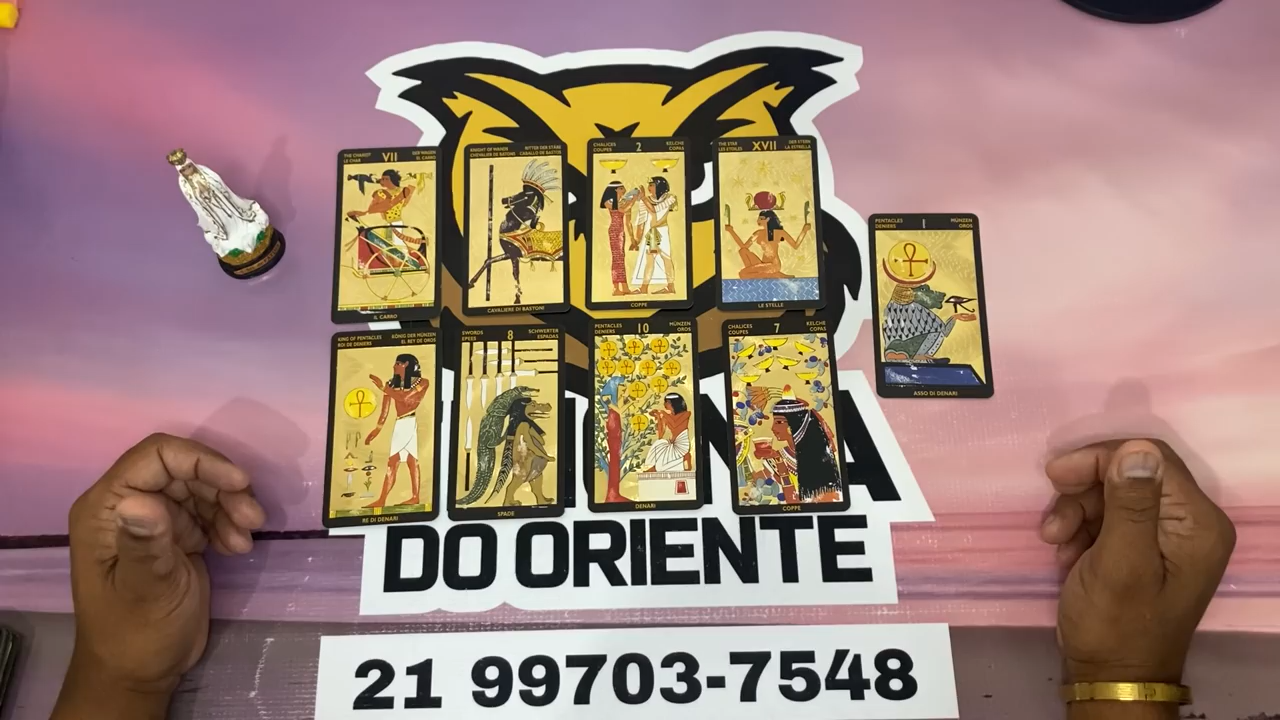 THE CHARIOT
LE CHAR
VII
DER WAGEN
EL CARRO
IL CARRO
KNIGHT OF WANDS
CHEVALIER DE BATONS
RITTER DER STÄBE
CABALLO DE BASTOS
CAVALIERE DI BASTONI
CHALICES
COUPES
2
KELCHE
COPAS
COPPE
THE STAR
LES ETOILES
XVII
DER STERN
LA ESTRELLA
LE STELLE
PENTACLES
DENIERS
1
MÜNZEN
OROS
ASSO DI DENARI
KING OF PENTACLES
ROI DE DENIERS
KÖNIG DER MÜNZEN
EL REY DE OROS
RE DI DENARI
SWORDS
EPEES
8
SCHWERTER
ESPADAS
SPADE
PENTACLES
DENIERS
10
MÜNZEN
OROS
DENARI
CHALICES
COUPES
7
KELCHE
COPAS
COPPE
DO ORIENTE
21 99703-7548